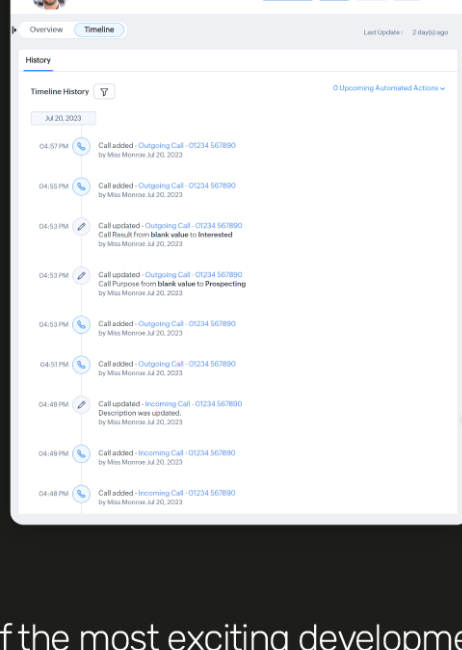 Overview
Timeline
Last Update : 2 day(s) ago
History
Timeline History
0 Upcoming Automated Actions
Jul 20, 2023
04:57 PM
Call added - Outgoing Call - 01234 567890
by Miss Monroe Jul 20, 2023
04:55 PM
Call added - Outgoing Call - 01234 567890
by Miss Monroe Jul 20, 2023
04:53 PM
Call updated - Outgoing Call - 01234 567890
Call Result from blank value to Interested
by Miss Monroe Jul 20, 2023
04:53 PM
Call updated - Outgoing Call - 01234 567890
Call Purpose from blank value to Prospecting
by Miss Monroe Jul 20, 2023
04:53 PM
Call added - Outgoing Call - 01234 567890
by Miss Monroe Jul 20, 2023
04:51 PM
Call added - Outgoing Call - 01234 567890
by Miss Monroe Jul 20, 2023
04:49 PM
Call updated - Incoming Call - 01234 567890
Description was updated.
by Miss Monroe Jul 20, 2023
04:49 PM
Call added - Incoming Call - 01234 567890
by Miss Monroe Jul 20, 2023
04:48 PM
Call added - Incoming Call - 01234 567890
by Miss Monroe Jul 20, 2023
f the most exciting developme